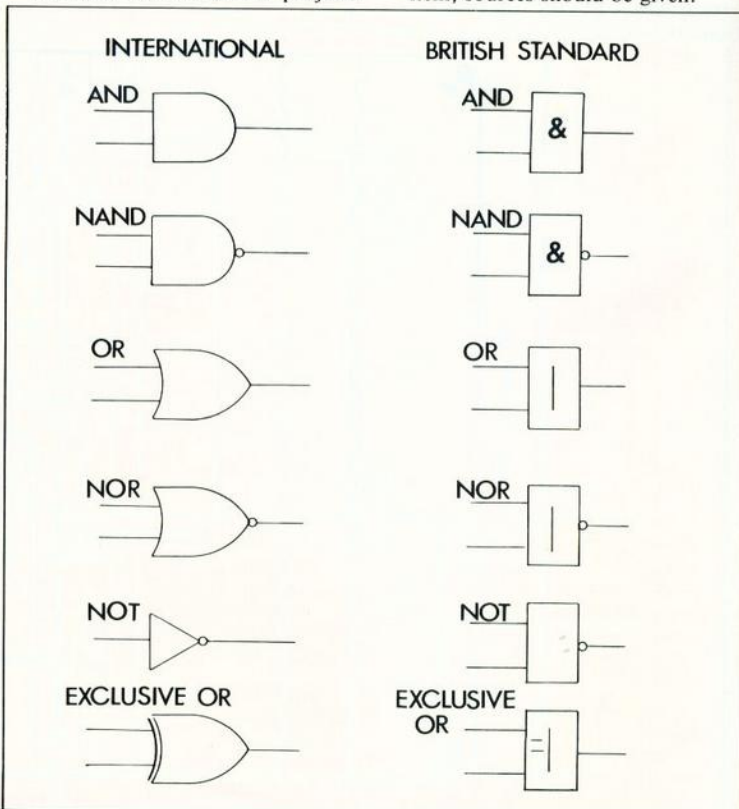 INTERNATIONAL
BRITISH STANDARD
AND
AND
&
NAND
NAND
&
OR
OR
|
NOR
NOR
|
NOT
NOT
EXCLUSIVE OR
EXCLUSIVE
OR
=|